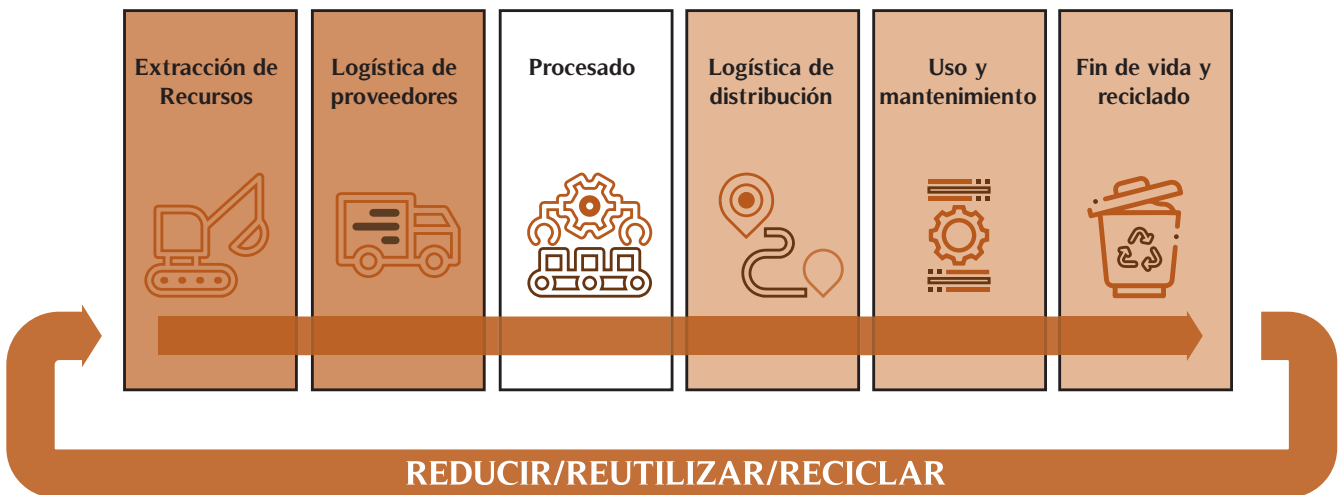 Extracción de
Recursos
Logística de
proveedores
Procesado
Logística de
distribución
Uso y
mantenimiento
Fin de vida y
reciclado
REDUCIR/REUTILIZAR/RECICLAR